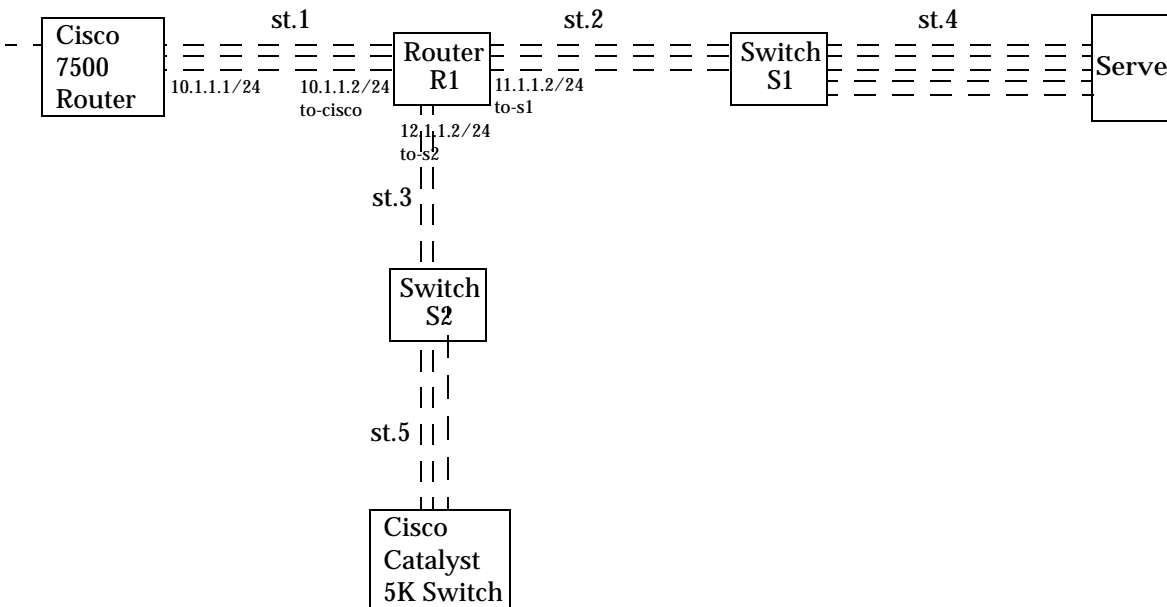 st.1
st.2
st.4
Cisco
7500
Router
10.1.1.1/24
10.1.1.2/24
to-cisco
Router
R1
11.1.1.2/24
to-s1
Switch
S1
Serve
12.1.1.2/24
to-s2
st.3
Switch
S2
st.5
Cisco
Catalyst
5K Switch